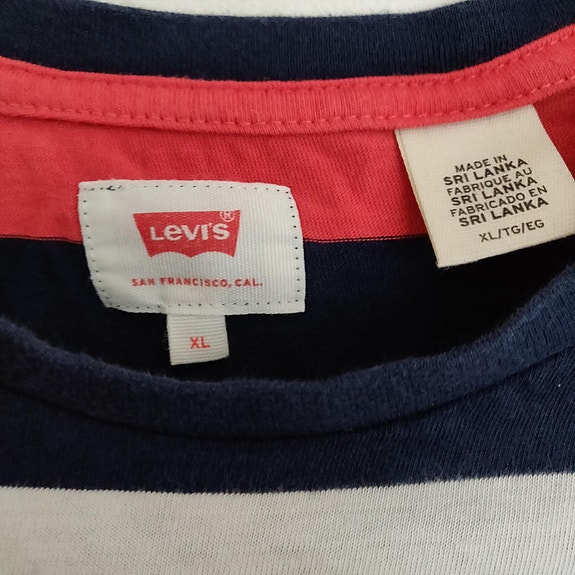 LEVI'S ®
SAN FRANCISCO, CAL.
XL
MADE IN
SRI LANKA
FABRIQUE AU
SRI LANKA
FABRICADO EN
SRI LANKA
XL/TG/EG